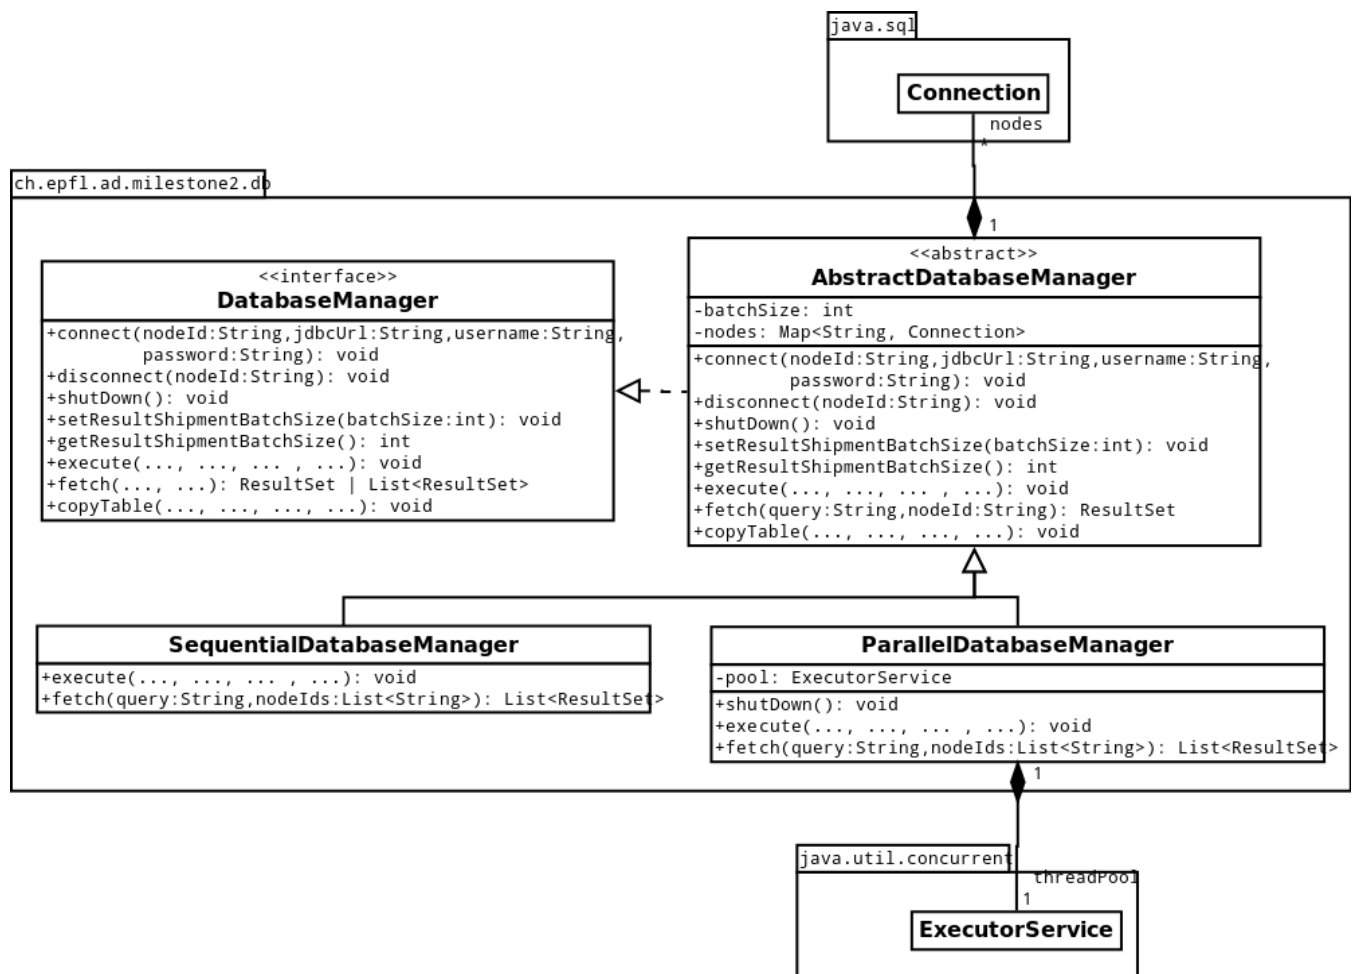 java.sql
Connection
nodes
*
ch.epfl.ad.milestone2.db
1
<<interface>>
DatabaseManager
+connect(nodeId:String,jdbcUrl:String,username:String,
password:String): void
+disconnect(nodeId:String): void
+shutDown(): void
+setResultShipmentBatchSize(batchSize:int): void
+getResultShipmentBatchSize(): int
+execute(..., ..., ... , ...): void
+fetch(..., ...): ResultSet | List<ResultSet>
+copyTable(..., ..., ..., ...): void
<<abstract>>
AbstractDatabaseManager
-batchSize: int
-nodes: Map<String, Connection>
+connect(nodeId:String,jdbcUrl:String,username:String,
password:String): void
+disconnect(nodeId:String): void
+shutDown(): void
+setResultShipmentBatchSize(batchSize:int): void
+getResultShipmentBatchSize(): int
+execute(..., ..., ... , ...): void
+fetch(query:String,nodeId:String): ResultSet
+copyTable(..., ..., ..., ...): void
SequentialDatabaseManager
+execute(..., ..., ... , ...): void
+fetch(query:String,nodeIds:List<String>): List<ResultSet>
ParallelDatabaseManager
-pool: ExecutorService
+shutDown(): void
+execute(..., ..., ... , ...): void
+fetch(query:String,nodeIds:List<String>): List<ResultSet>
1
java.util.concurrent
threadPool
1
ExecutorService